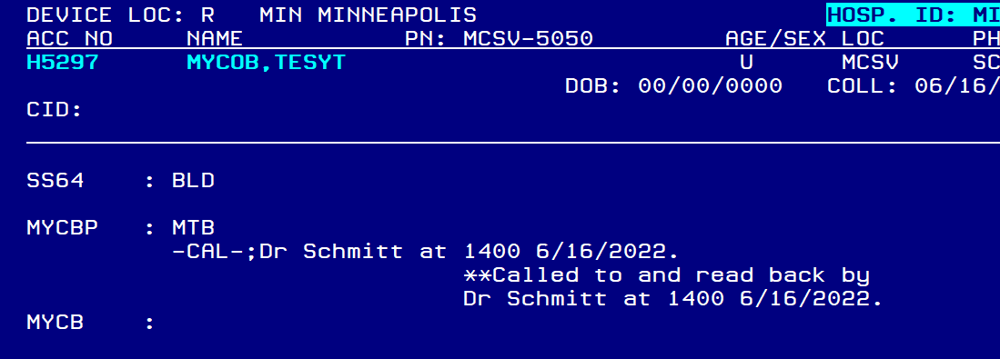 DEVICE LOC: R MIN MINNEAPOLIS HOSP. ID: MI
ACC NO NAME PN: MCSV-5050 AGE/SEX LOC PH
H5297 MYCOB,TESYT U MCSV SC
DOB: 00/00/0000 COLL: 06/16/
CID:
SS64 : BLD
MYCBP : MTB
-CAL-;Dr Schmitt at 1400 6/16/2022.
**Called to and read back by
Dr Schmitt at 1400 6/16/2022.
MYCB :